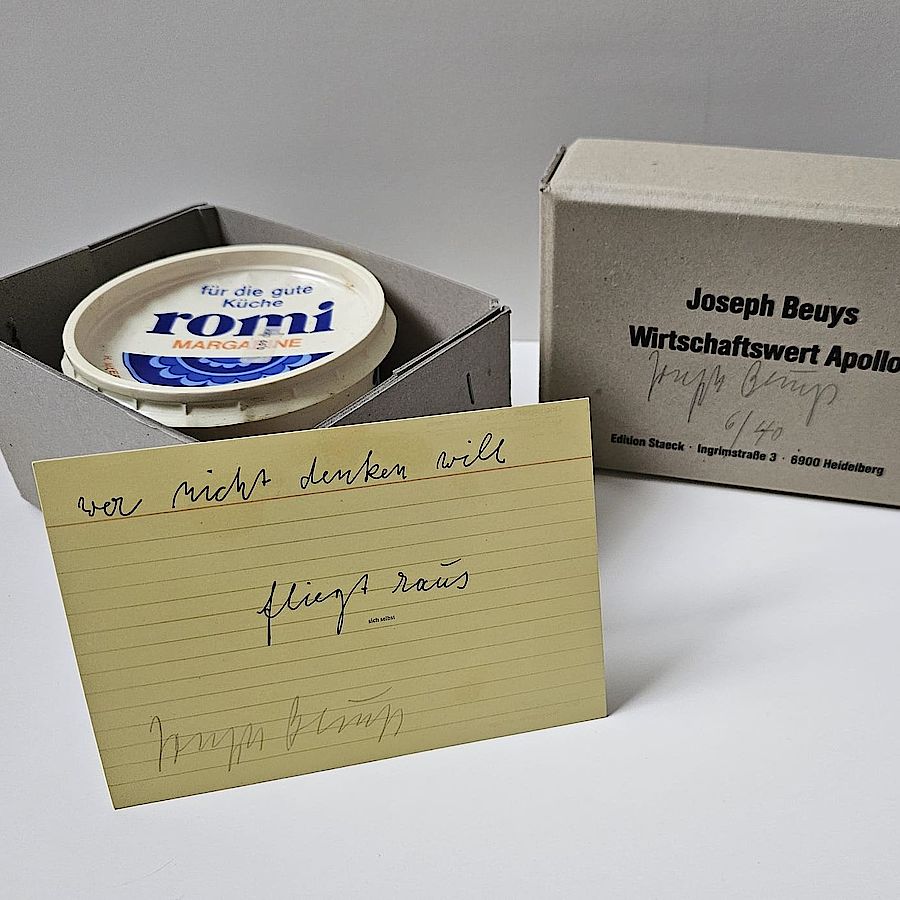 für die gute
Küche
romi
MARGARINE
Joseph Beuys
Wirtschaftswert Apollo
Joseph Beuys
6/40
Edition Staeck · Ingrimstraße 3 · 6900 Heidelberg
wer nicht denken will
fliegt raus
sich selbst
Joseph Beuys